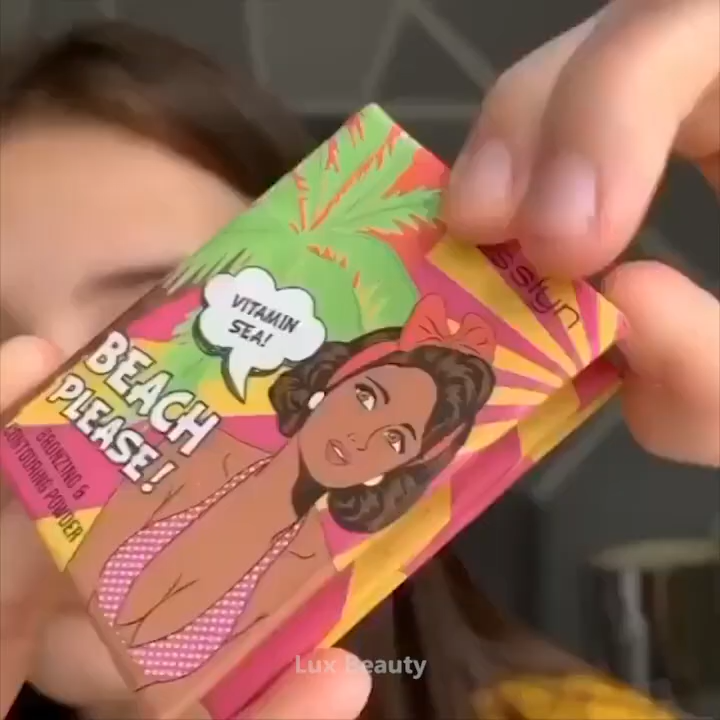 VITAMIN
SEA!
BEACH
PLEASE!
BRONZING &
CONTOURING POWDER
Lux Beauty